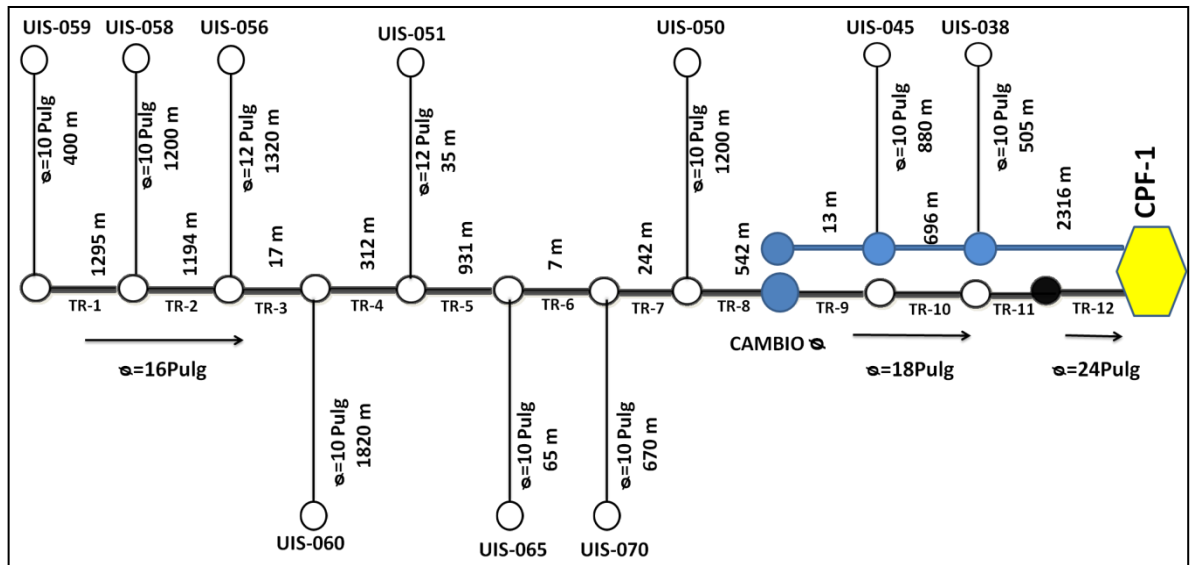 UIS-059
UIS-058
UIS-056
UIS-051
UIS-050
UIS-045
UIS-038
ᴓ=10 Pulg
400 m
ᴓ=10 Pulg
1200 m
ᴓ=12 Pulg
1320 m
ᴓ=12 Pulg
35 m
ᴓ=10 Pulg
1200 m
ᴓ=10 Pulg
880 m
ᴓ=10 Pulg
505 m
1295 m
1194 m
17 m
312 m
931 m
7 m
242 m
542 m
13 m
696 m
2316 m
CPF-1
TR-1
TR-2
TR-3
TR-4
TR-5
TR-6
TR-7
TR-8
TR-9
TR-10
TR-11
TR-12
CAMBIO ᴓ
ᴓ=16Pulg
ᴓ=18Pulg
ᴓ=24Pulg
ᴓ=10 Pulg
1820 m
ᴓ=10 Pulg
65 m
ᴓ=10 Pulg
670 m
UIS-060
UIS-065
UIS-070